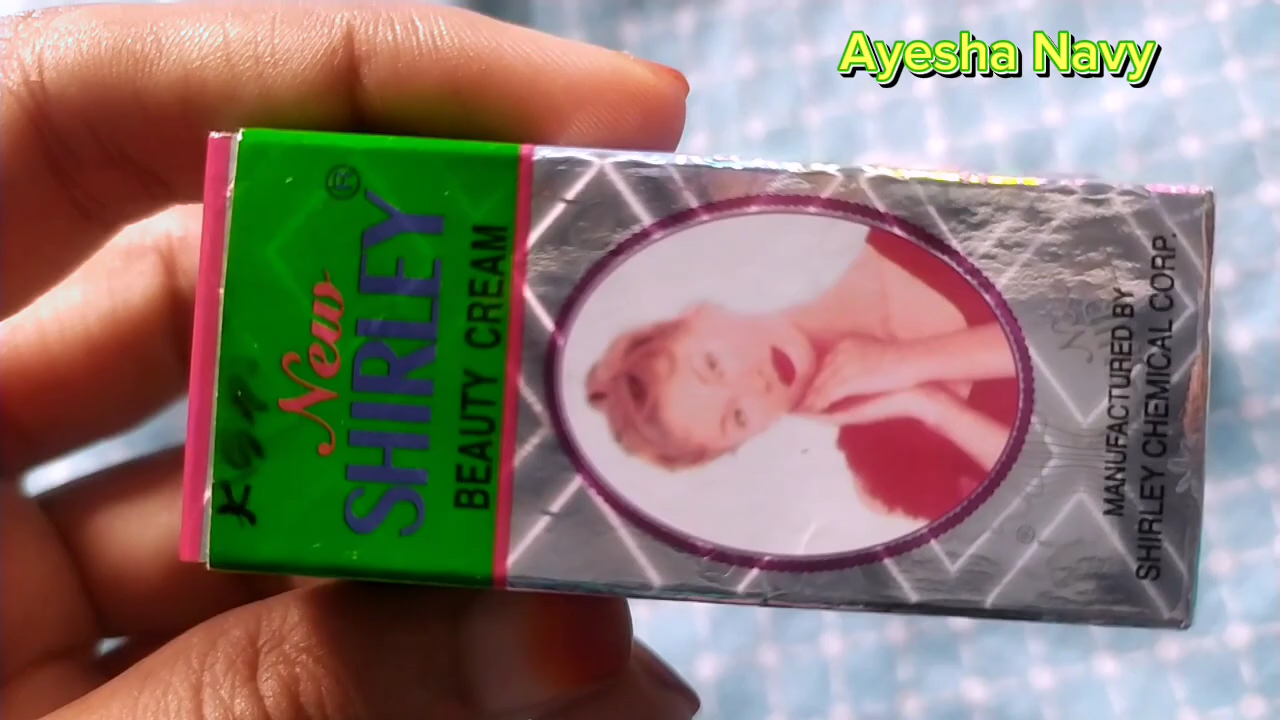 Ayesha Navy
New
SHIRLEY®
BEAUTY CREAM
MANUFACTURED BY
SHIRLEY CHEMICAL CORP.